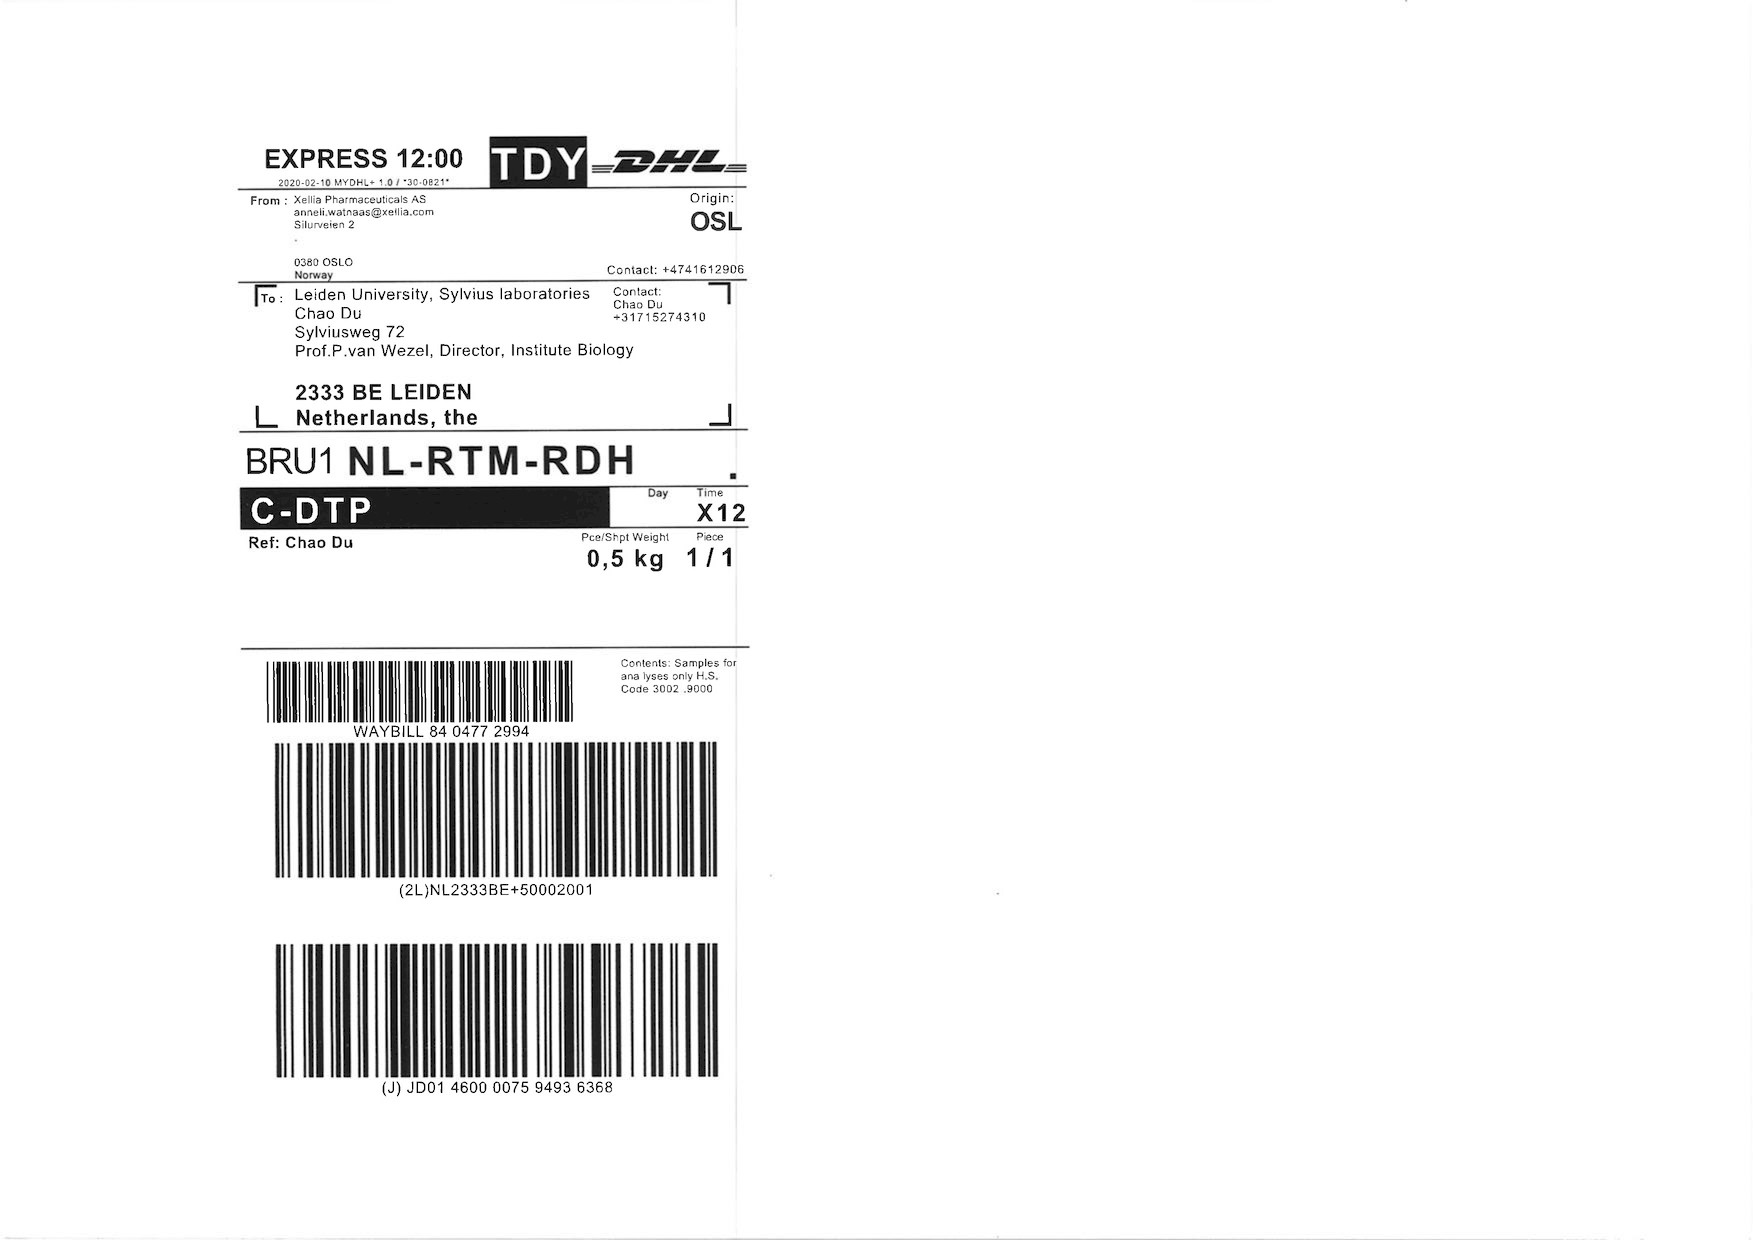 EXPRESS 12:00
TDY
DHL
2020-02-10 MYDHL+ 1.0 / *30-0821*
From : Xellia Pharmaceuticals AS
anneli.watnaas@xellia.com
Silurveien 2
.
0380 OSLO
Norway
Origin:
OSL
Contact: +4741612906
To : Leiden University, Sylvius laboratories
Chao Du
Sylviusweg 72
Prof.P.van Wezel, Director, Institute Biology
2333 BE LEIDEN
Netherlands, the
Contact:
Chao Du
+31715274310
BRU1 NL-RTM-RDH
.
C-DTP
Day
Time
X12
Ref: Chao Du
Pce/Shpt Weight
0,5 kg
Piece
1 / 1
Contents: Samples for
ana lyses only H.S.
Code 3002 .9000
WAYBILL 84 0477 2994
(2L)NL2333BE+50002001
(J) JD01 4600 0075 9493 6368